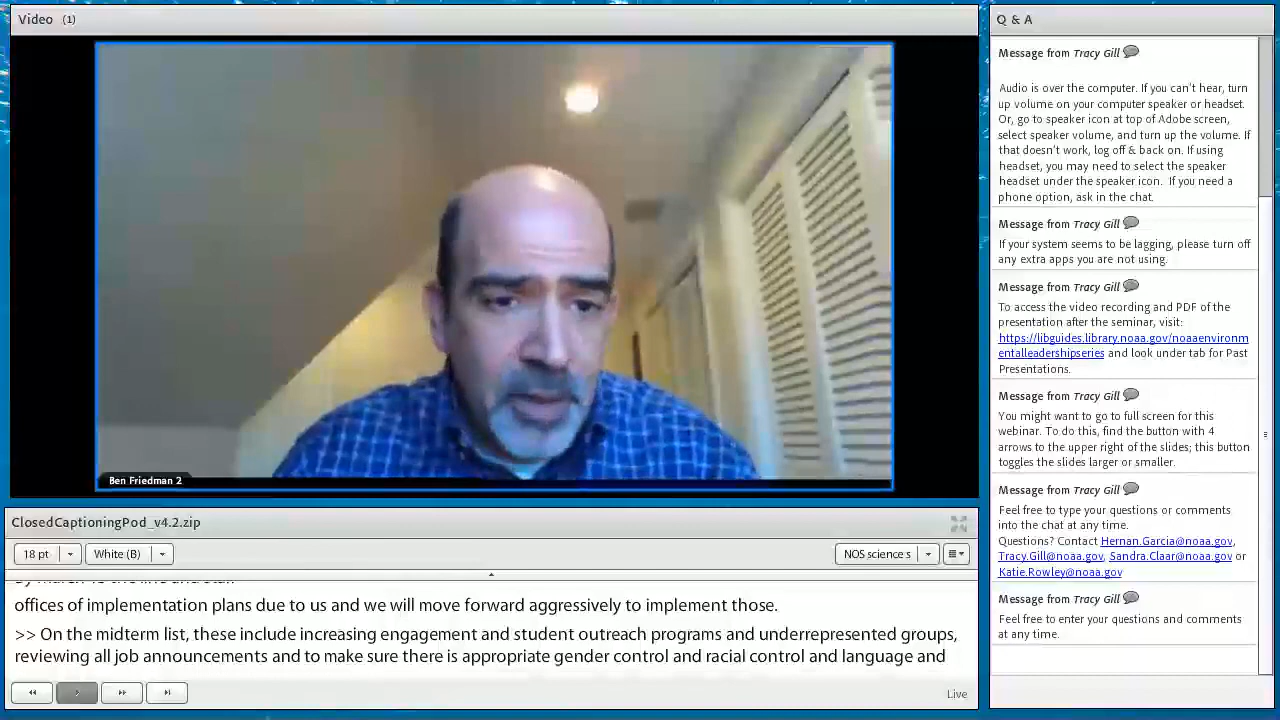 Video (1)
Ben Friedman 2
ClosedCaptioningPod_v4.2.zip
18 pt
White (B)
NOS science s
offices of implementation plans due to us and we will move forward aggressively to implement those.
>> On the midterm list, these include increasing engagement and student outreach programs and underrepresented groups,
reviewing all job announcements and to make sure there is appropriate gender control and racial control and language and
Live
Q & A
Message from Tracy Gill
Audio is over the computer. If you can't hear, turn
up volume on your computer speaker or headset.
Or, go to speaker icon at top of Adobe screen,
select speaker volume, and turn up the volume. If
that doesn't work, log off & back on. If using
headset, you may need to select the speaker
headset under the speaker icon. If you need a
phone option, ask in the chat.
Message from Tracy Gill
If your system seems to be lagging, please turn off
any extra apps you are not using.
Message from Tracy Gill
To access the video recording and PDF of the
presentation after the seminar, visit:
https://libguides.library.noaa.gov/noaaenvironm
entalleadershipseries and look under tab for Past
Presentations.
Message from Tracy Gill
You might want to go to full screen for this
webinar. To do this, find the button with 4
arrows to the upper right of the slides; this button
toggles the slides larger or smaller.
Message from Tracy Gill
Feel free to type your questions or comments
into the chat at any time.
Questions? Contact Hernan.Garcia@noaa.gov,
Tracy.Gill@noaa.gov, Sandra.Claar@noaa.gov or
Katie.Rowley@noaa.gov
Message from Tracy Gill
Feel free to enter your questions and comments
at any time.